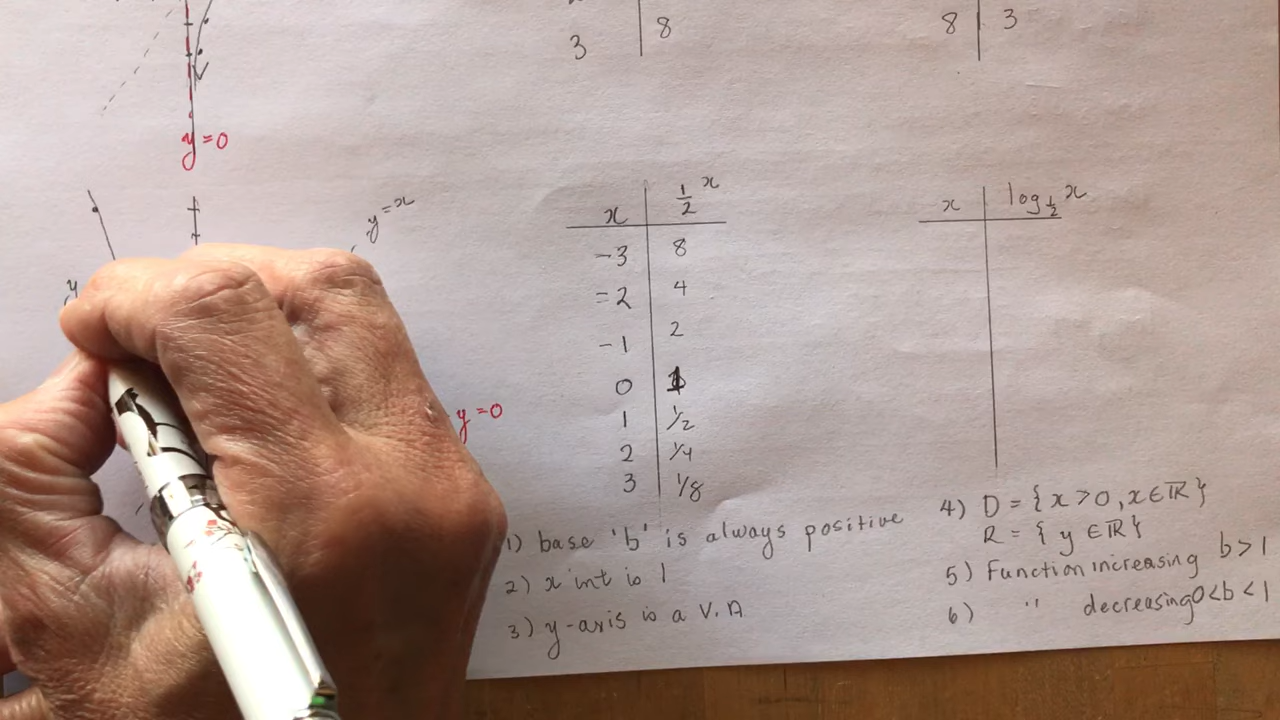 3 | 8
8 | 3
y=0
y=x
y
y=0
x | 1/2 x
-3 | 8
=2 | 4
-1 | 2
0 | 1
1 | 1/2
2 | 1/4
3 | 1/8
x | log 1/2 x
1) base 'b' is always positive
2) x int is 1
3) y-axis is a V.A
4) D = { x > 0, x ∈ ℝ }
R = { y ∈ ℝ }
5) Function increasing b > 1
6) " decreasing 0 < b < 1